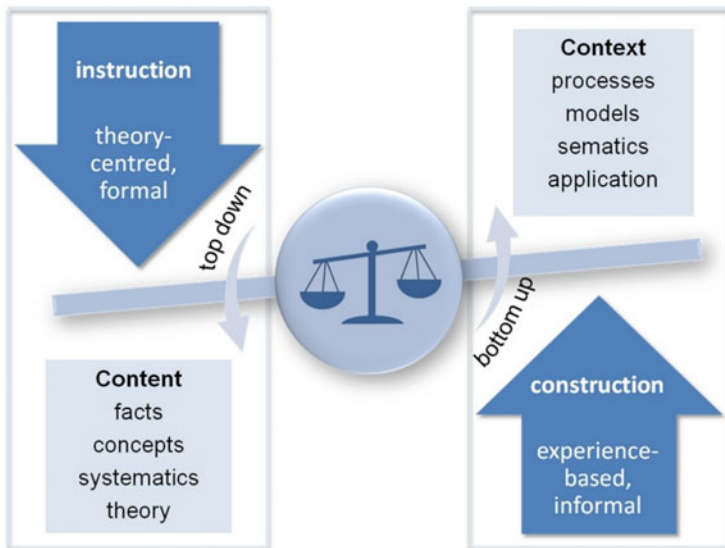 instruction
theory-
centred,
formal
top down
Content
facts
concepts
systematics
theory
Context
processes
models
sematics
application
bottom up
construction
experience-
based,
informal